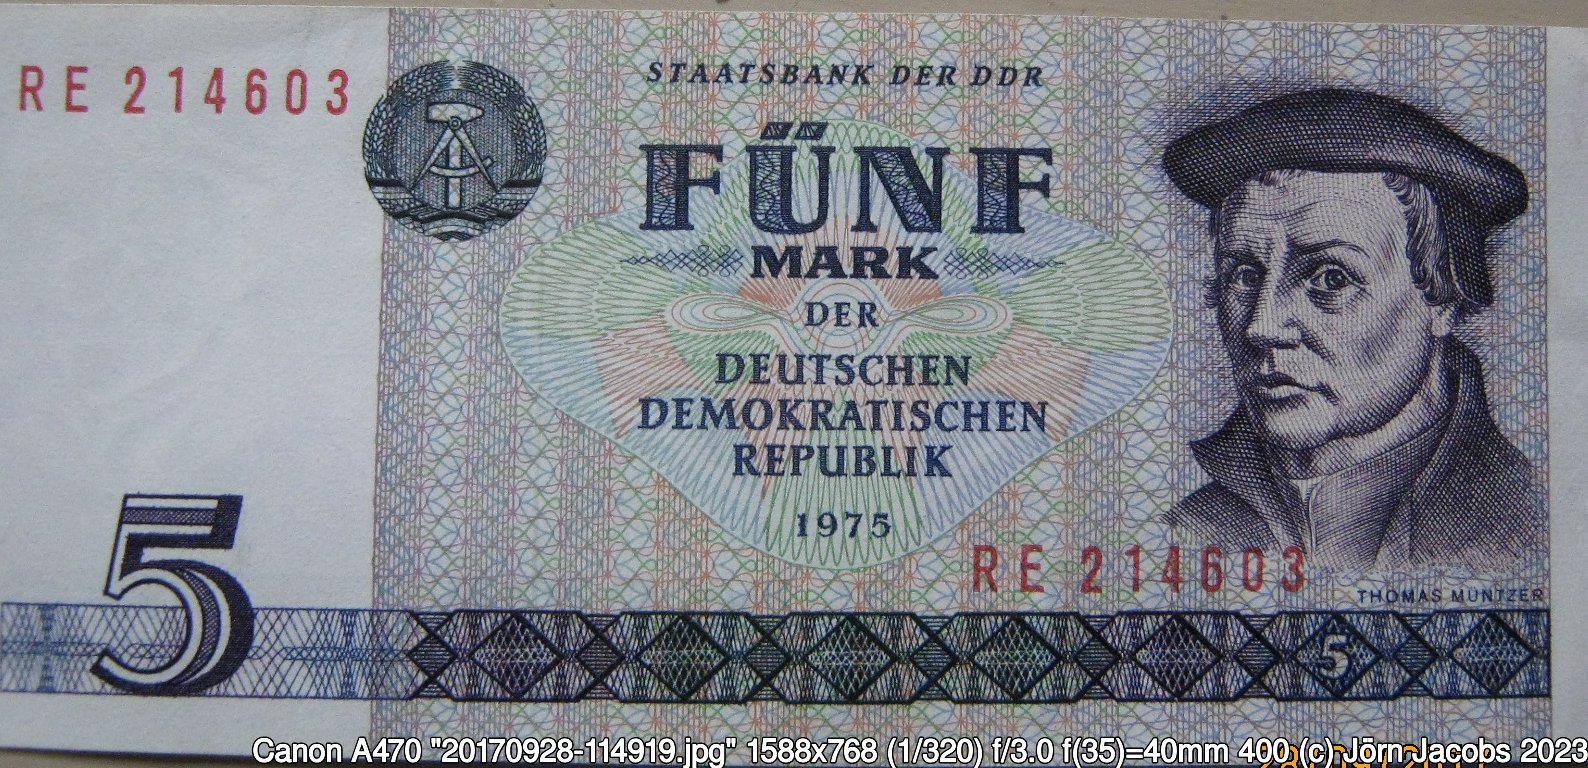 RE 214603
STAATSBANK DER DDR
FÜNF
MARK
DER
DEUTSCHEN
DEMOKRATISCHEN
REPUBLIK
1975
RE 214603
THOMAS MÜNTZER
5
5
Canon A470 "20170928-114919.jpg" 1588x768 (1/320) f/3.0 f(35)=40mm 400 (c) Jörn Jacobs 2023